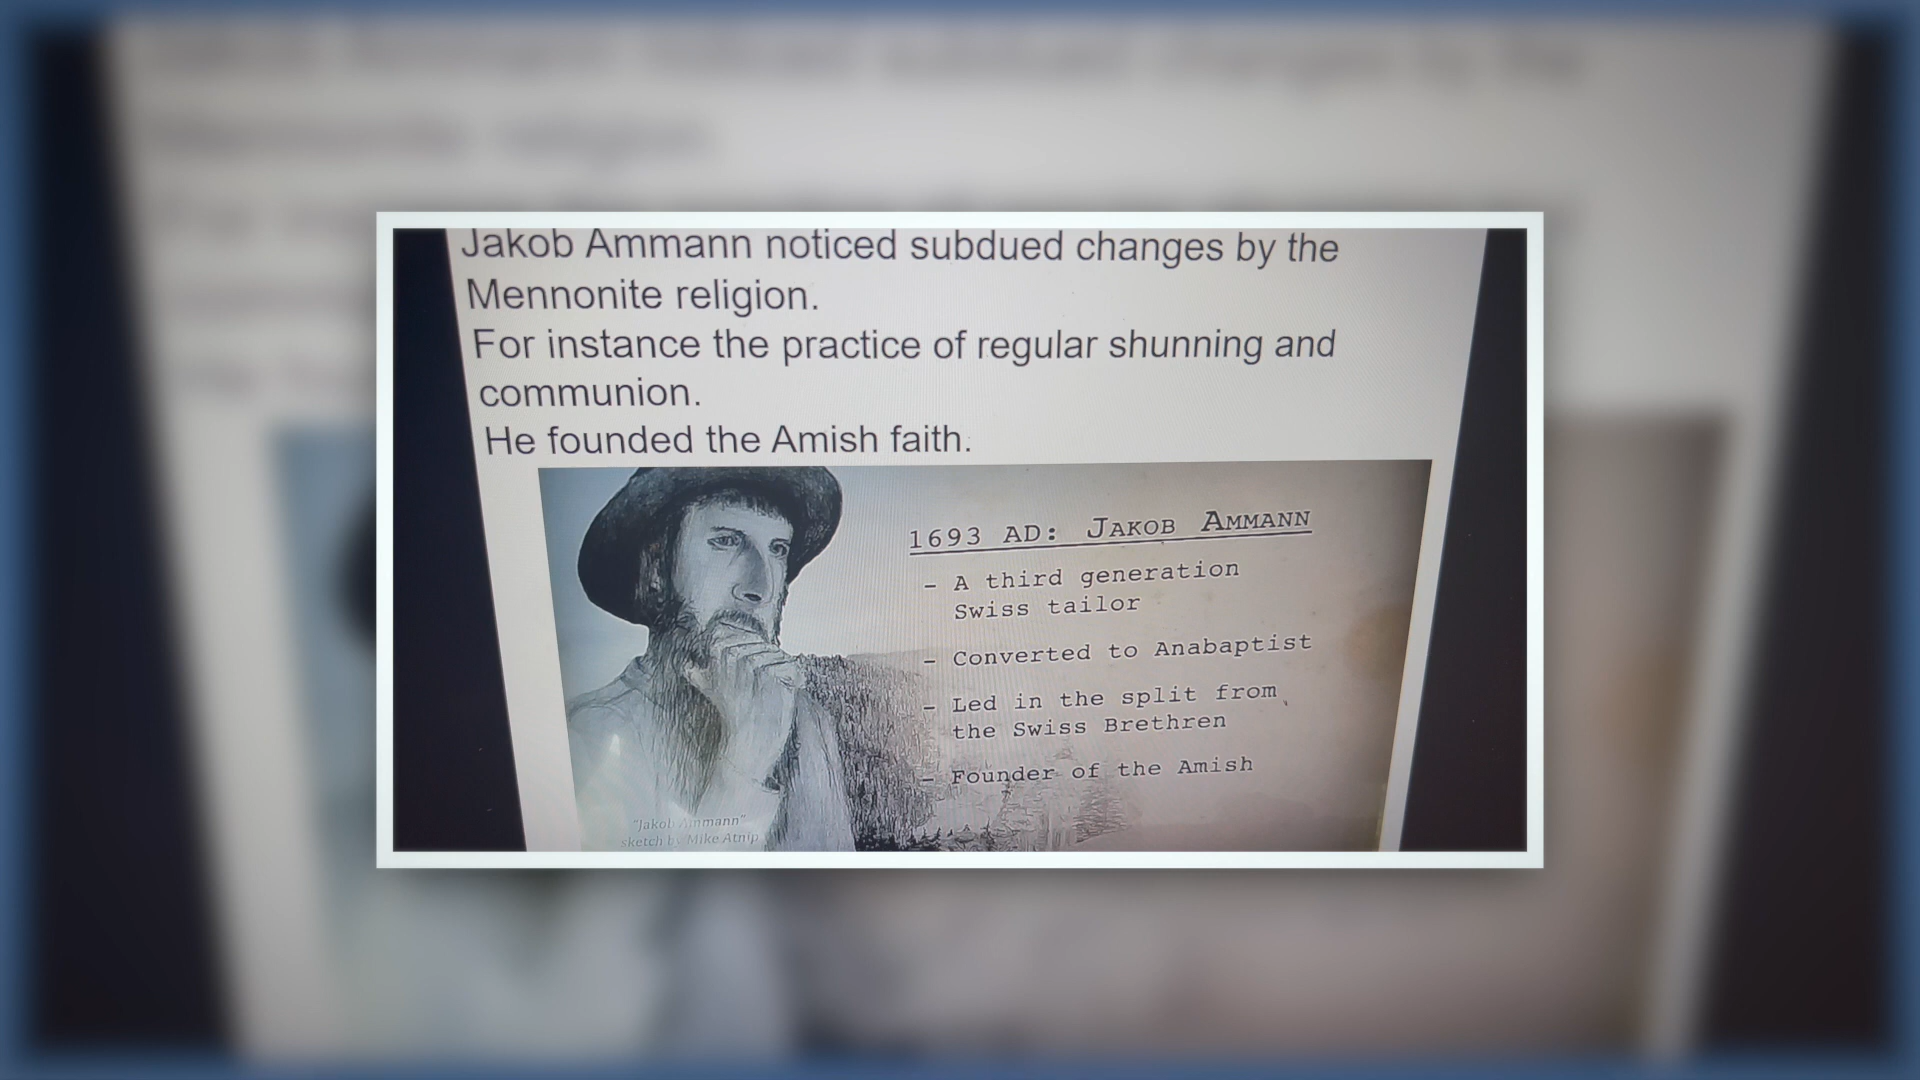 Jakob Ammann noticed subdued changes by the
Mennonite religion.
For instance the practice of regular shunning and
communion.
He founded the Amish faith.
1693 AD: JAKOB AMMANN
- A third generation
Swiss tailor
- Converted to Anabaptist
- Led in the split from
the Swiss Brethren
- Founder of the Amish
"Jakob Ammann"
sketch by Mike Atnip